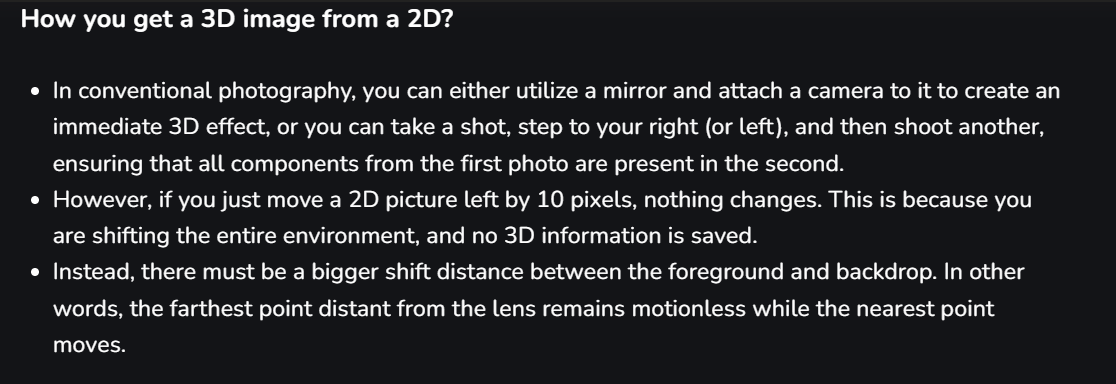 How you get a 3D image from a 2D?
• In conventional photography, you can either utilize a mirror and attach a camera to it to create an
immediate 3D effect, or you can take a shot, step to your right (or left), and then shoot another,
ensuring that all components from the first photo are present in the second.
• However, if you just move a 2D picture left by 10 pixels, nothing changes. This is because you
are shifting the entire environment, and no 3D information is saved.
• Instead, there must be a bigger shift distance between the foreground and backdrop. In other
words, the farthest point distant from the lens remains motionless while the nearest point
moves.